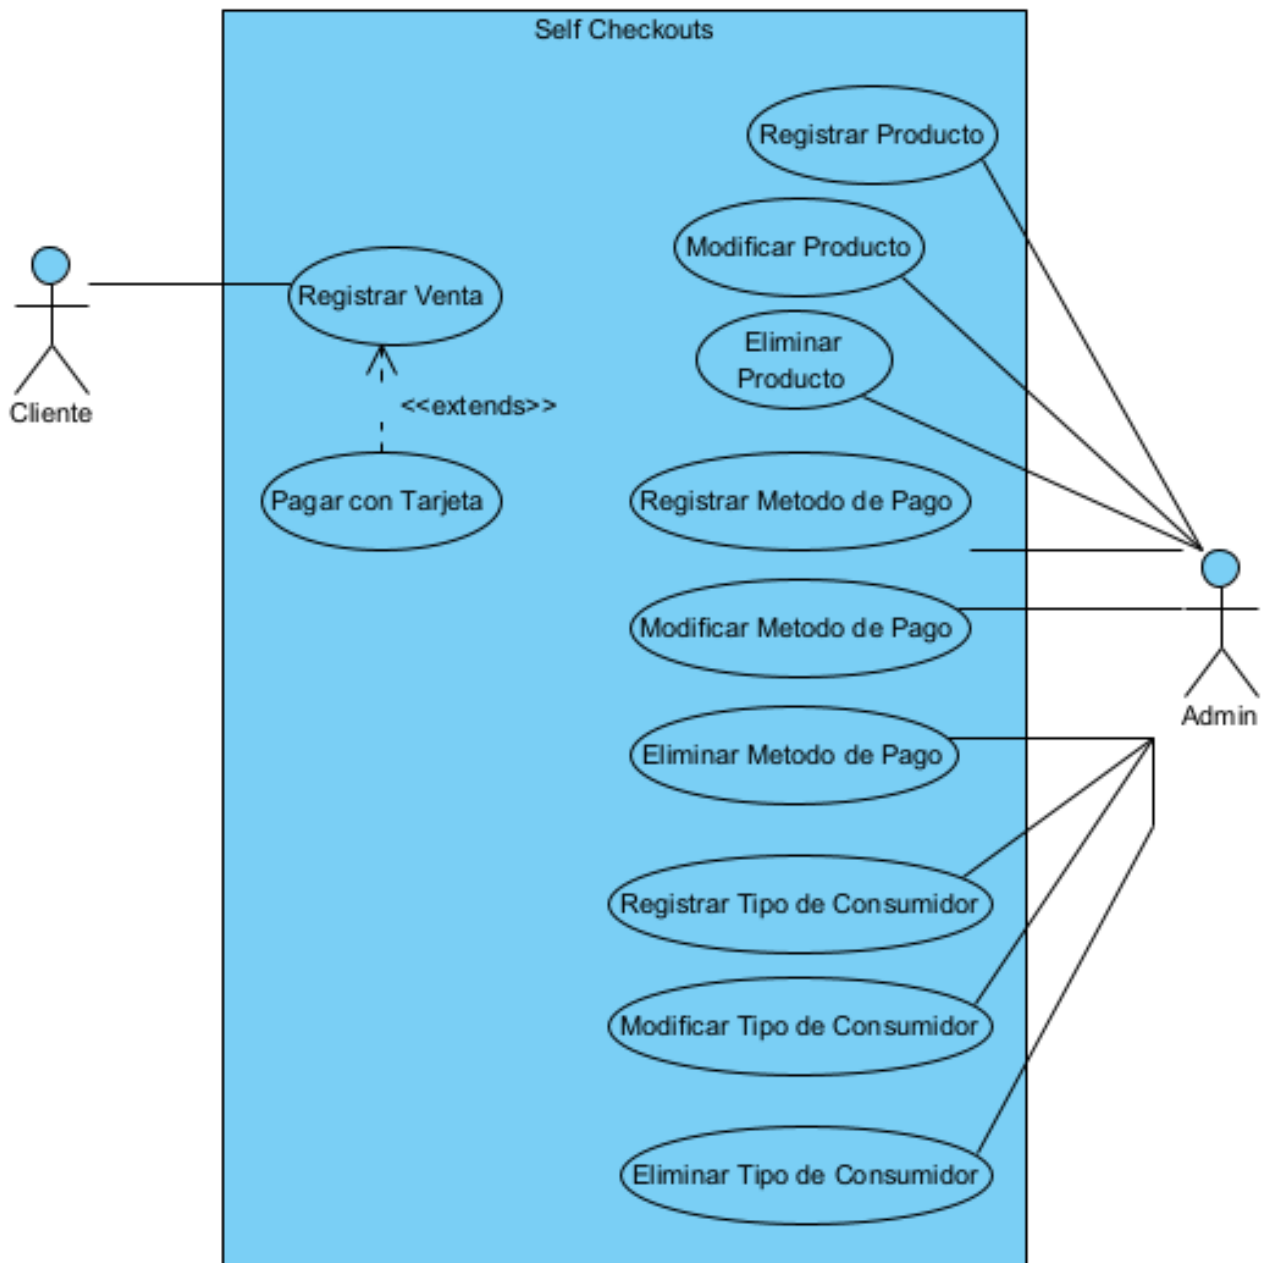 Self Checkouts
Registrar Producto
Modificar Producto
Eliminar
Producto
Registrar Venta
<<extends>>
Pagar con Tarjeta
Cliente
Registrar Metodo de Pago
Modificar Metodo de Pago
Eliminar Metodo de Pago
Admin
Registrar Tipo de Consumidor
Modificar Tipo de Consumidor
Eliminar Tipo de Consumidor